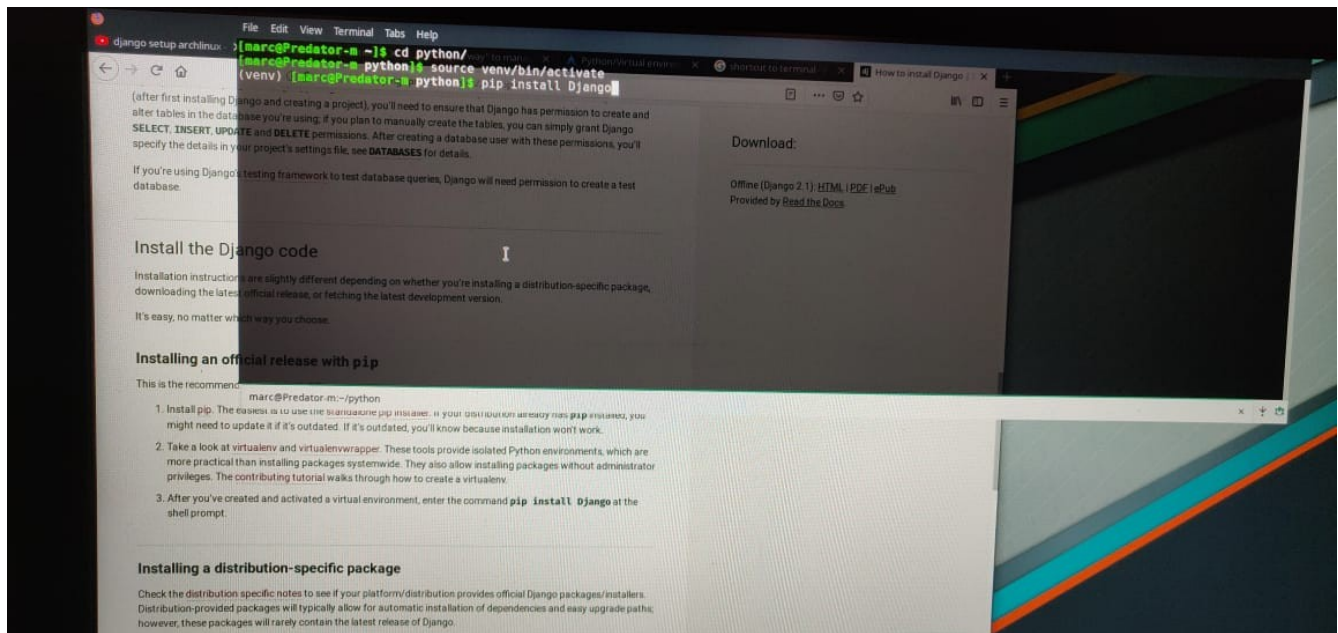 File Edit View Terminal Tabs Help
django setup archlinux
[marc@Predator-m ~]$ cd python/
[marc@Predator-m python]$ source venv/bin/activate
(venv) [marc@Predator-m python]$ pip install Django
shortcut to terminal
How to install Django
(after first installing Django and creating a project), you'll need to ensure that Django has permission to create and
alter tables in the database you're using; if you plan to manually create the tables, you can simply grant Django
SELECT, INSERT, UPDATE and DELETE permissions. After creating a database user with these permissions, you'll
specify the details in your project's settings file, see DATABASES for details.
If you're using Django's testing framework to test database queries, Django will need permission to create a test
database.
Download:
Offline (Django 2.1): HTML | PDF | ePub
Provided by Read the Docs.
Install the Django code
Installation instructions are slightly different depending on whether you're installing a distribution-specific package,
downloading the latest official release, or fetching the latest development version.
It's easy, no matter which way you choose.
Installing an official release with pip
This is the recommend
marc@Predator-m:~/python
1. Install pip. The easiest is to use the standalone pip installer. If your distribution already has pip installed, you
might need to update it if it's outdated. If it's outdated, you'll know because installation won't work.
2. Take a look at virtualenv and virtualenvwrapper. These tools provide isolated Python environments, which are
more practical than installing packages systemwide. They also allow installing packages without administrator
privileges. The contributing tutorial walks through how to create a virtualenv.
3. After you've created and activated a virtual environment, enter the command pip install Django at the
shell prompt.
Installing a distribution-specific package
Check the distribution specific notes to see if your platform/distribution provides official Django packages/installers.
Distribution-provided packages will typically allow for automatic installation of dependencies and easy upgrade paths;
however, these packages will rarely contain the latest release of Django.